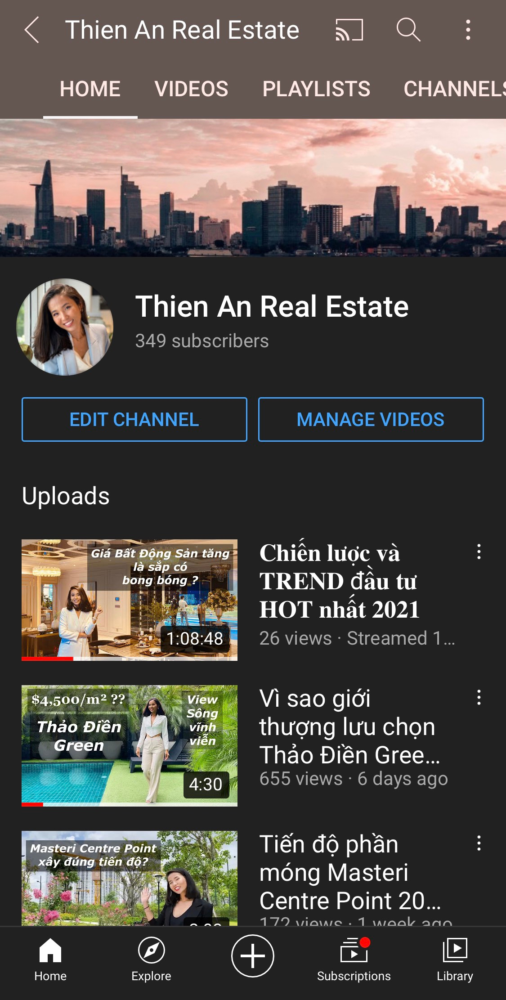 Thien An Real Estate
HOME VIDEOS PLAYLISTS CHANNELS
Thien An Real Estate
349 subscribers
EDIT CHANNEL MANAGE VIDEOS
Uploads
Giá Bất Động Sản tăng
là sắp có
bong bóng ?
1:08:48
Chiến lược và
TREND đầu tư
HOT nhất 2021
26 views · Streamed 1...
$4,500/m² ??
Thảo Điền
Green
View
Sông
vĩnh
viễn
4:30
Vì sao giới
thượng lưu chọn
Thảo Điền Gree...
655 views · 6 days ago
Masteri Centre Point
xây đúng tiến độ?
Tiến độ phần
móng Masteri
Centre Point 20...
172 views · 1 week ago
Home Explore Subscriptions Library